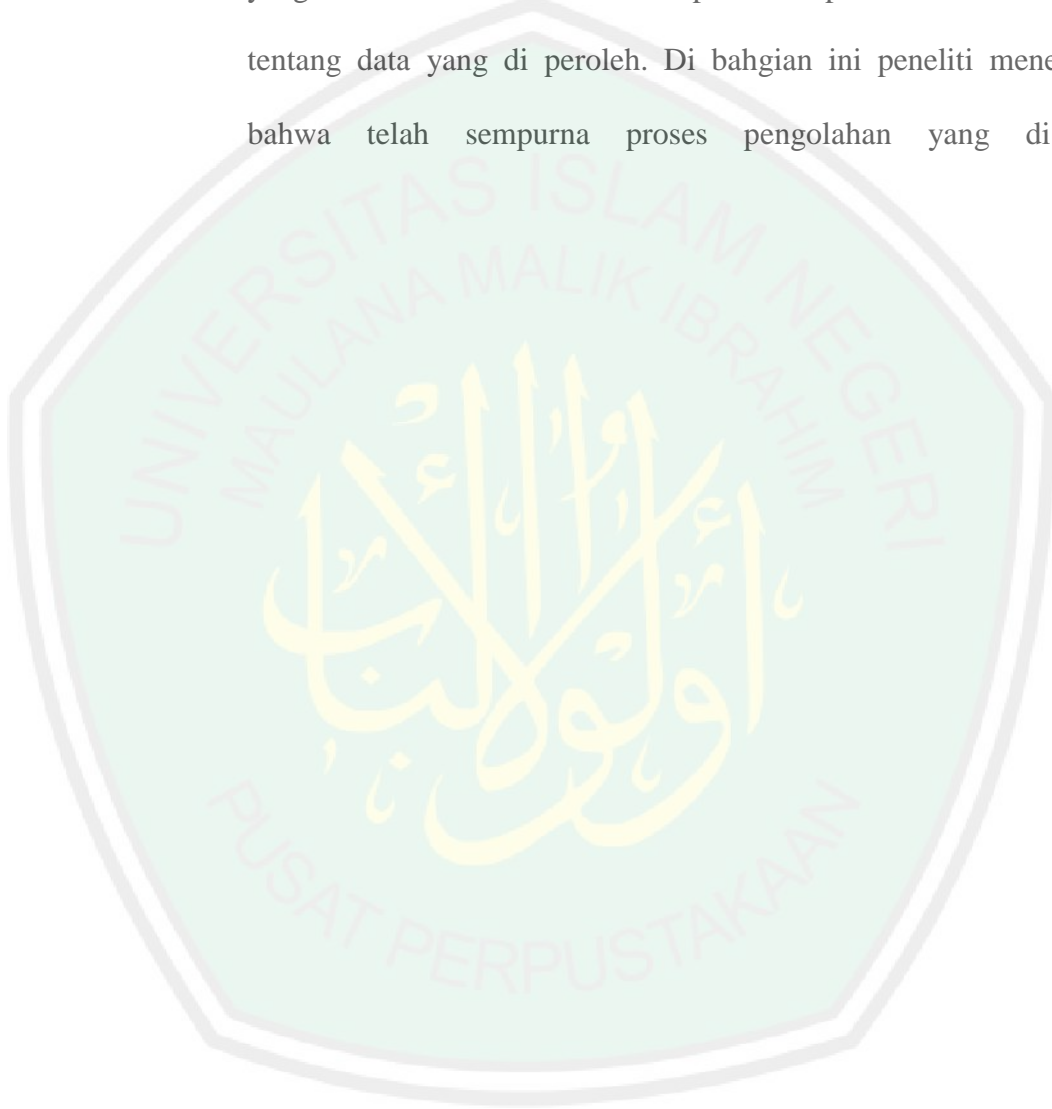 tentang data yang di peroleh. Di bahgian ini peneliti
bahwa telah sempurna proses pengolahan yang di
UNIVERSITAS ISLAM NEGERI
MAULANA MALIK IBRAHIM
أولوا الألباب
PUSAT PERPUSTAKAAN